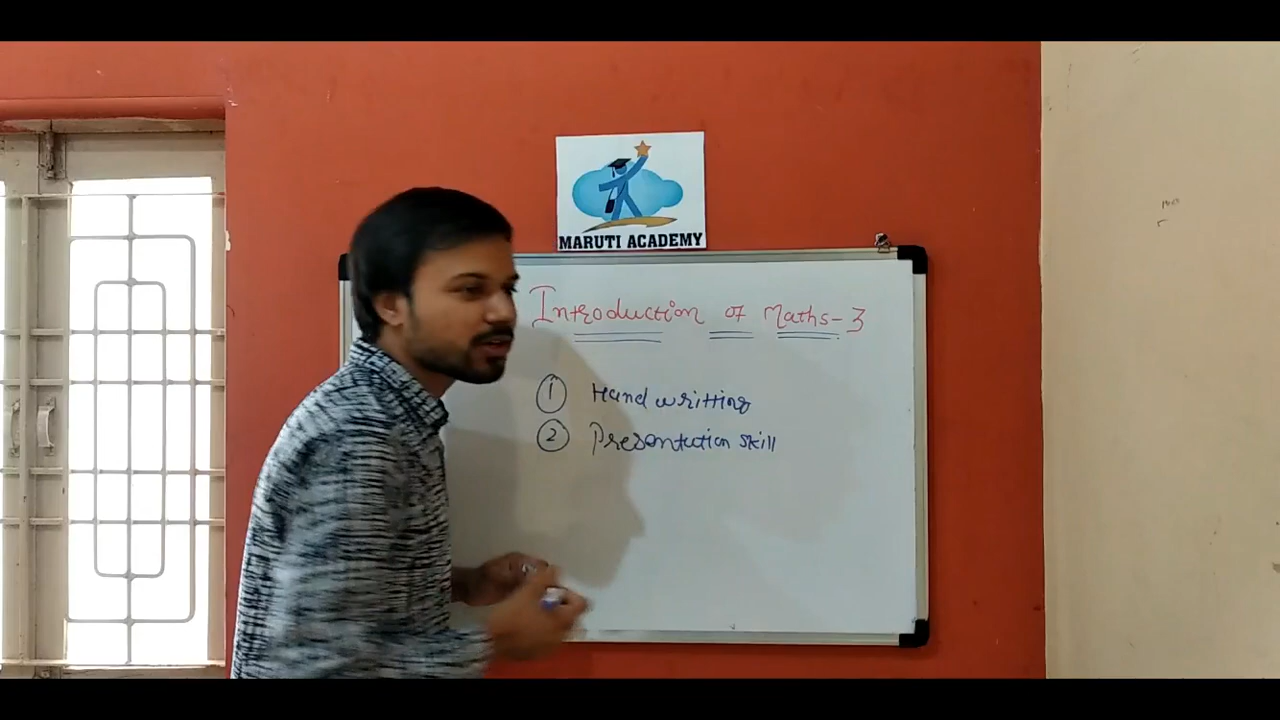 MARUTI ACADEMY
Introduction of Maths-3
1 Hand writting
2 Presentation skill